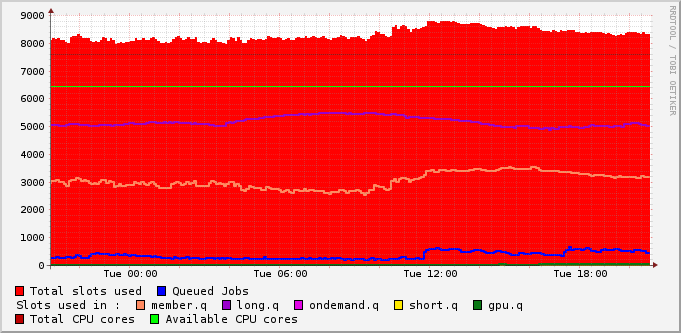 9000
8000
7000
6000
5000
4000
3000
2000
1000
0
Tue 00:00 Tue 06:00 Tue 12:00 Tue 18:00
Total slots used Queued Jobs
Slots used in : member.q long.q ondemand.q short.q gpu.q
Total CPU cores Available CPU cores
RRDTOOL / TOBI OETIKER